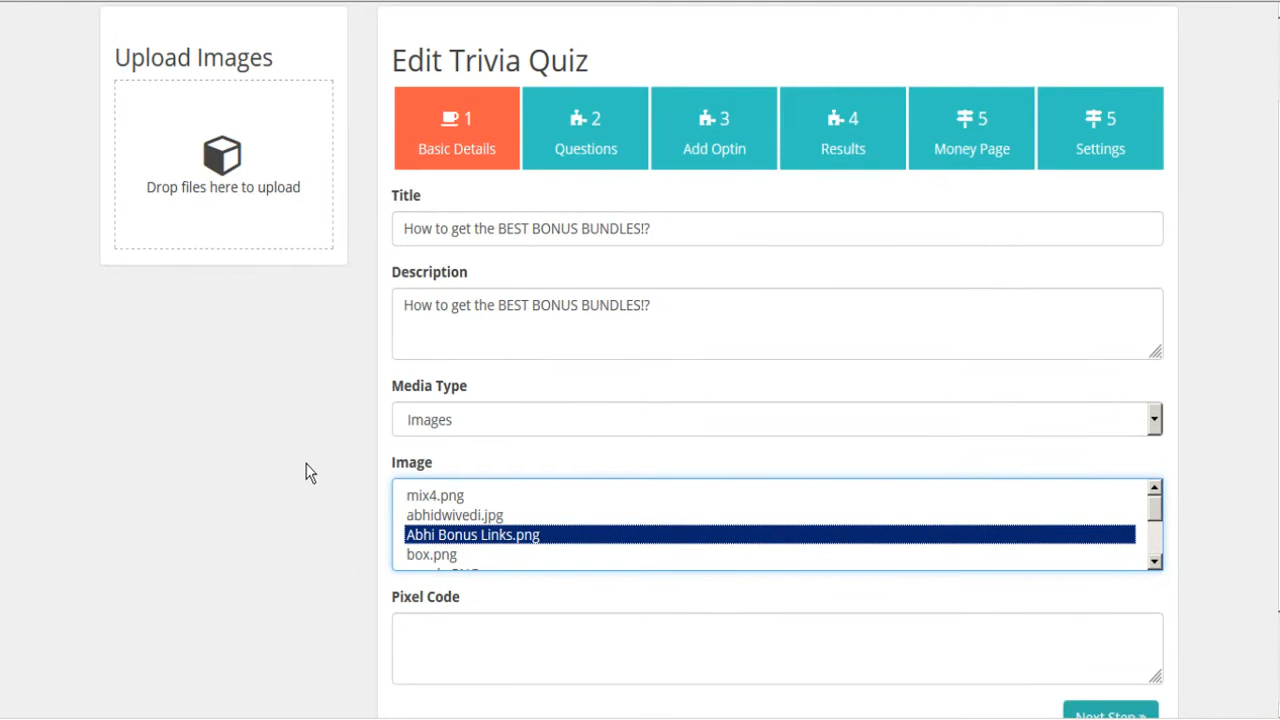 Upload Images
Drop files here to upload
Edit Trivia Quiz
1
Basic Details
2
Questions
3
Add Optin
4
Results
5
Money Page
5
Settings
Title
How to get the BEST BONUS BUNDLES!?
Description
How to get the BEST BONUS BUNDLES!?
Media Type
Images
Image
mix4.png
abhidwivedi.jpg
Abhi Bonus Links.png
box.png
Pixel Code
Next Step »